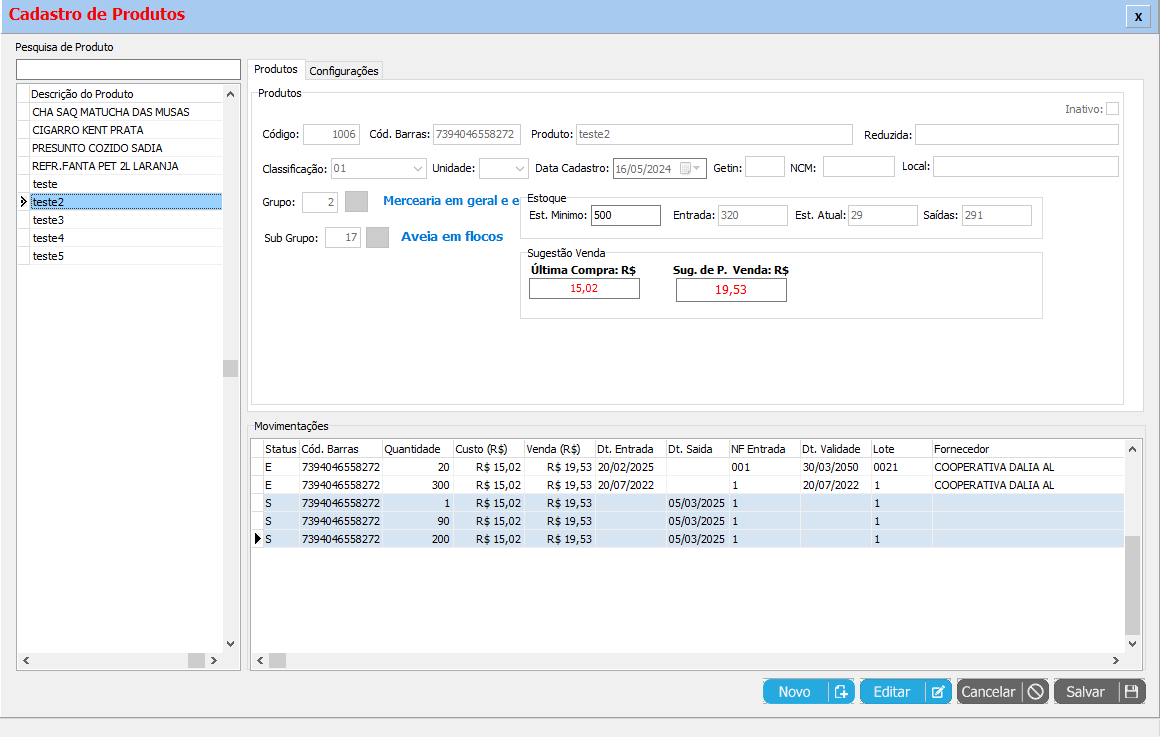 Cadastro de Produtos
x
Pesquisa de Produto
Descrição do Produto
CHA SAQ MATUCHA DAS MUSAS
CIGARRO KENT PRATA
PRESUNTO COZIDO SADIA
REFR.FANTA PET 2L LARANJA
teste
teste2
teste3
teste4
teste5
Produtos Configurações
Produtos
Inativo:
Código: 1006 Cód. Barras: 7394046558272 Produto: teste2 Reduzida:
Classificação: 01 Unidade: Data Cadastro: 16/05/2024 Getin: NCM: Local:
Grupo: 2 Mercearia em geral e e
Sub Grupo: 17 Aveia em flocos
Estoque
Est. Minimo: 500 Entrada: 320 Est. Atual: 29 Saídas: 291
Sugestão Venda
Última Compra: R$ Sug. de P. Venda: R$
15,02 19,53
Movimentações
Status Cód. Barras Quantidade Custo (R$) Venda (R$) Dt. Entrada Dt. Saida NF Entrada Dt. Validade Lote Fornecedor
E 7394046558272 20 R$ 15,02 R$ 19,53 20/02/2025 001 30/03/2050 0021 COOPERATIVA DALIA AL
E 7394046558272 300 R$ 15,02 R$ 19,53 20/07/2022 1 20/07/2022 1 COOPERATIVA DALIA AL
S 7394046558272 1 R$ 15,02 R$ 19,53 05/03/2025 1 1
S 7394046558272 90 R$ 15,02 R$ 19,53 05/03/2025 1 1
S 7394046558272 200 R$ 15,02 R$ 19,53 05/03/2025 1 1
Novo Editar Cancelar Salvar